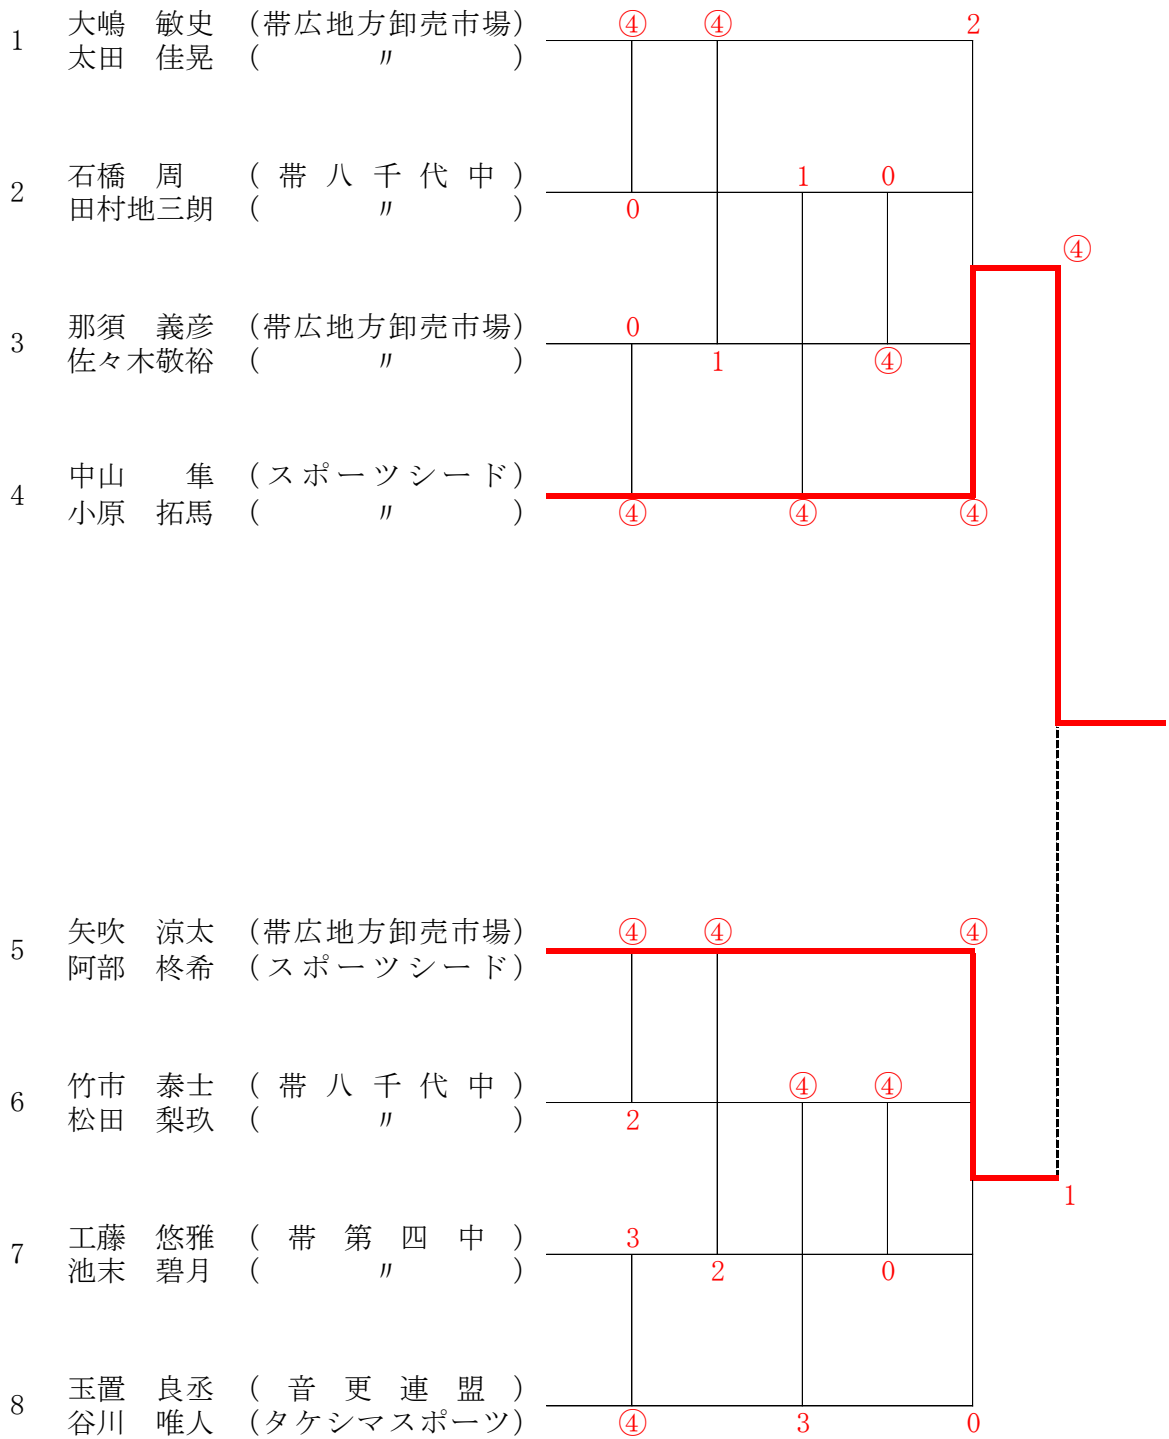 大嶋 敏史 (帯広地方卸売市場) ④ ④ 2
1
太田 佳晃 ( 〃 )
石橋 周 (帯八千代中) 1 0
2
田村地三朗 ( 〃 ) 0
④
那須 義彦 (帯広地方卸売市場) 0
3
佐々木敬裕 ( 〃 ) 1 ④
中山 隼 (スポーツシード)
4
小原 拓馬 ( 〃 ) ④ ④ ④
矢吹 涼太 (帯広地方卸売市場) ④ ④ ④
5
阿部 柊希 (スポーツシード)
竹市 泰士 (帯八千代中) ④ ④
6
松田 梨玖 ( 〃 ) 2
1
工藤 悠雅 (帯第四中) 3
7
池末 碧月 ( 〃 ) 2 0
玉置 良丞 (音更連盟)
8
谷川 唯人 (タケシマスポーツ) ④ 3 0